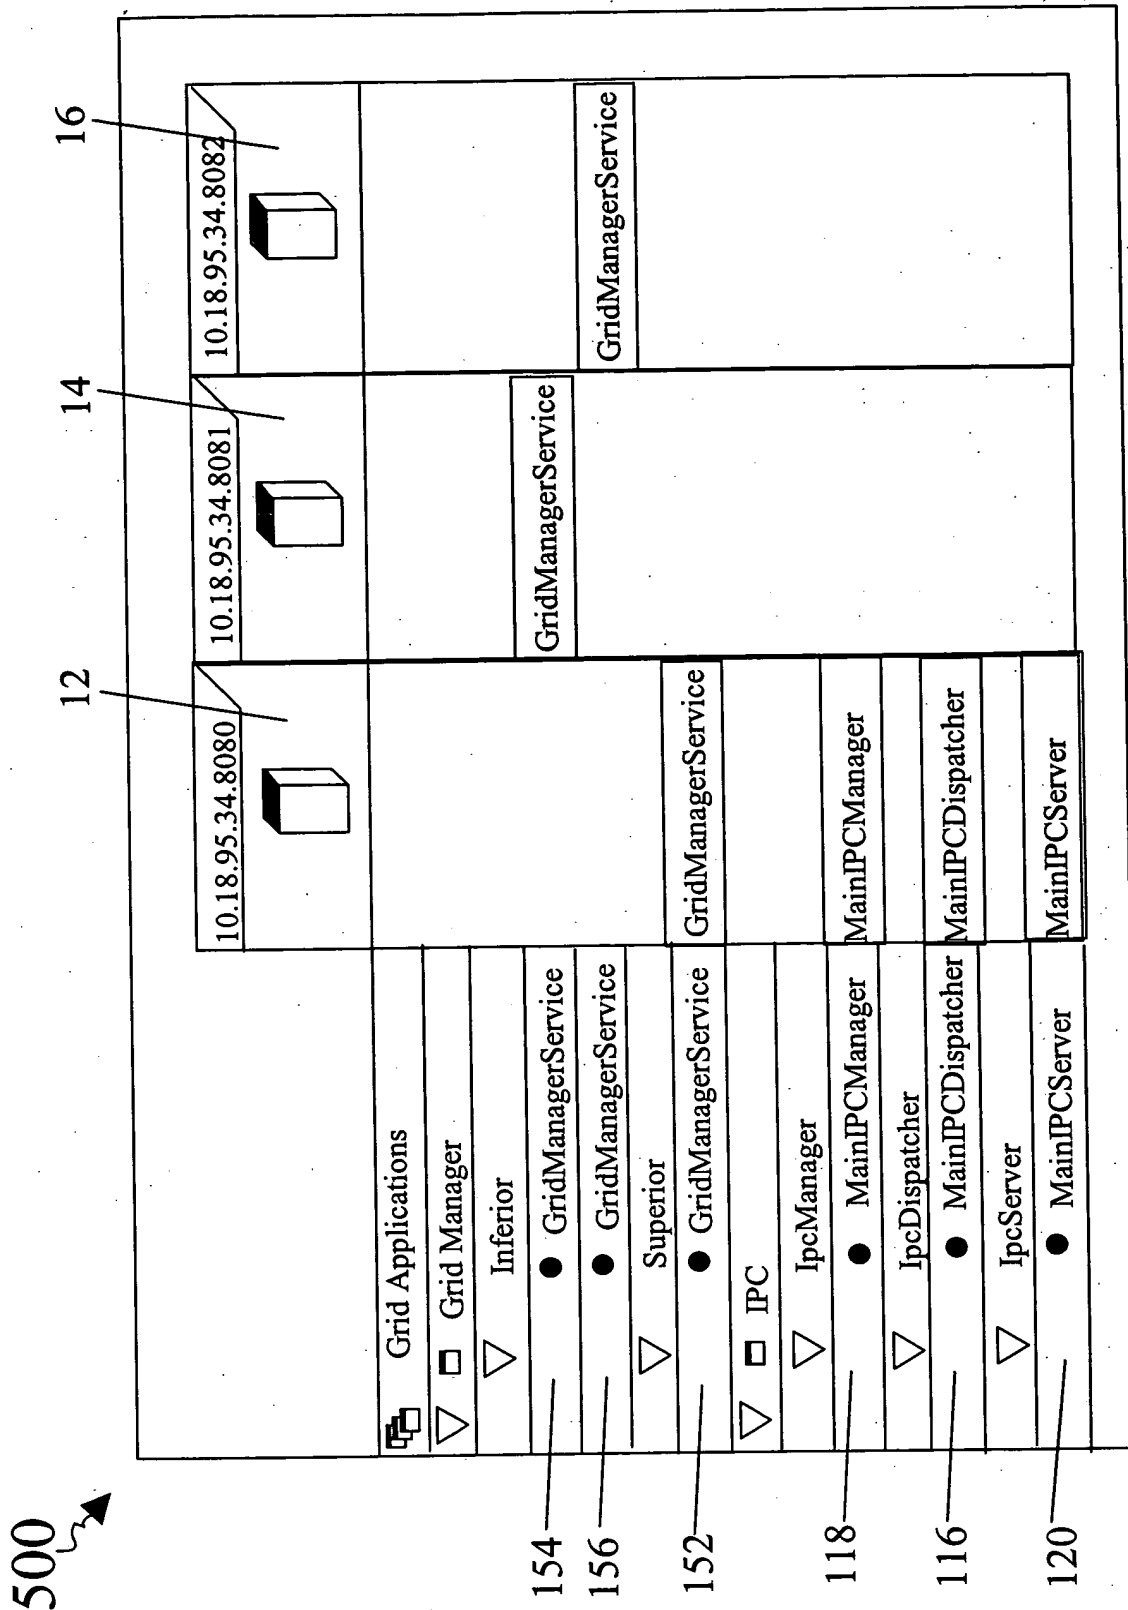 500
12
14
16
10.18.95.34.8080
10.18.95.34.8081
10.18.95.34.8082
Grid Applications
Grid Manager
Inferior
154
GridManagerService
GridManagerService
156
GridManagerService
GridManagerService
Superior
152
GridManagerService
GridManagerService
IPC
IpcManager
118
MainIPCManager
MainIPCManager
IpcDispatcher
116
MainIPCDispatcher
MainIPCDispatcher
IpcServer
120
MainIPCServer
MainIPCServer